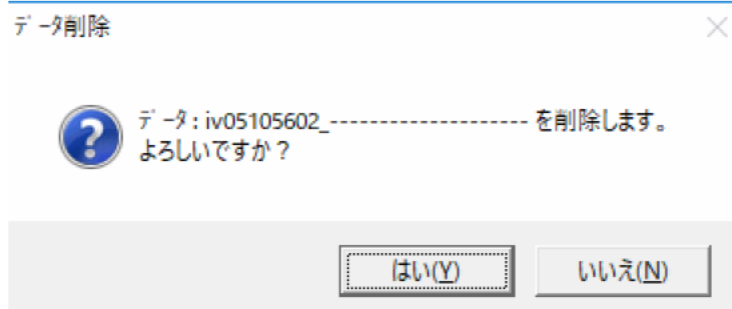 ﾃﾞｰﾀ削除
ﾃﾞｰﾀ : iv05105602_-------------------- を削除します。
よろしいですか？
はい(Y)
いいえ(N)